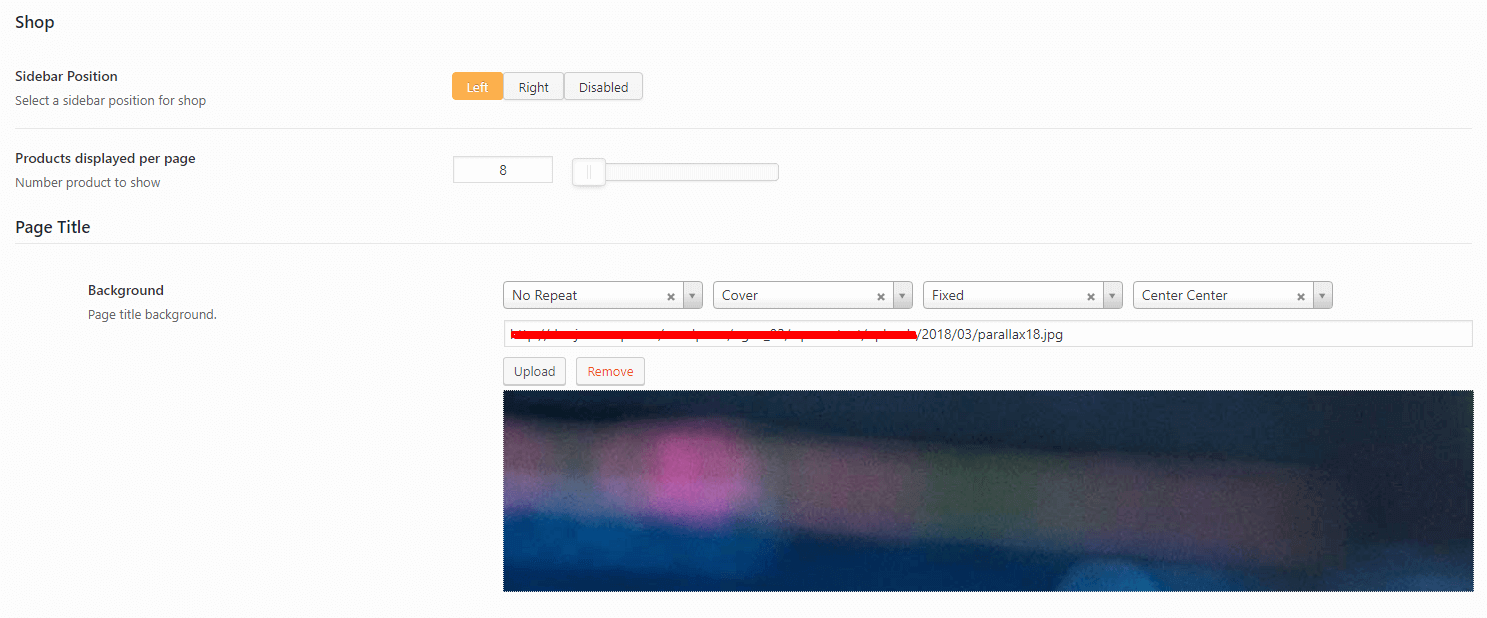 Shop
Sidebar Position
Select a sidebar position for shop
Left Right Disabled
Products displayed per page
Number product to show
8
Page Title
Background
Page title background.
No Repeat × Cover × Fixed × Center Center ×
/2018/03/parallax18.jpg
Upload Remove